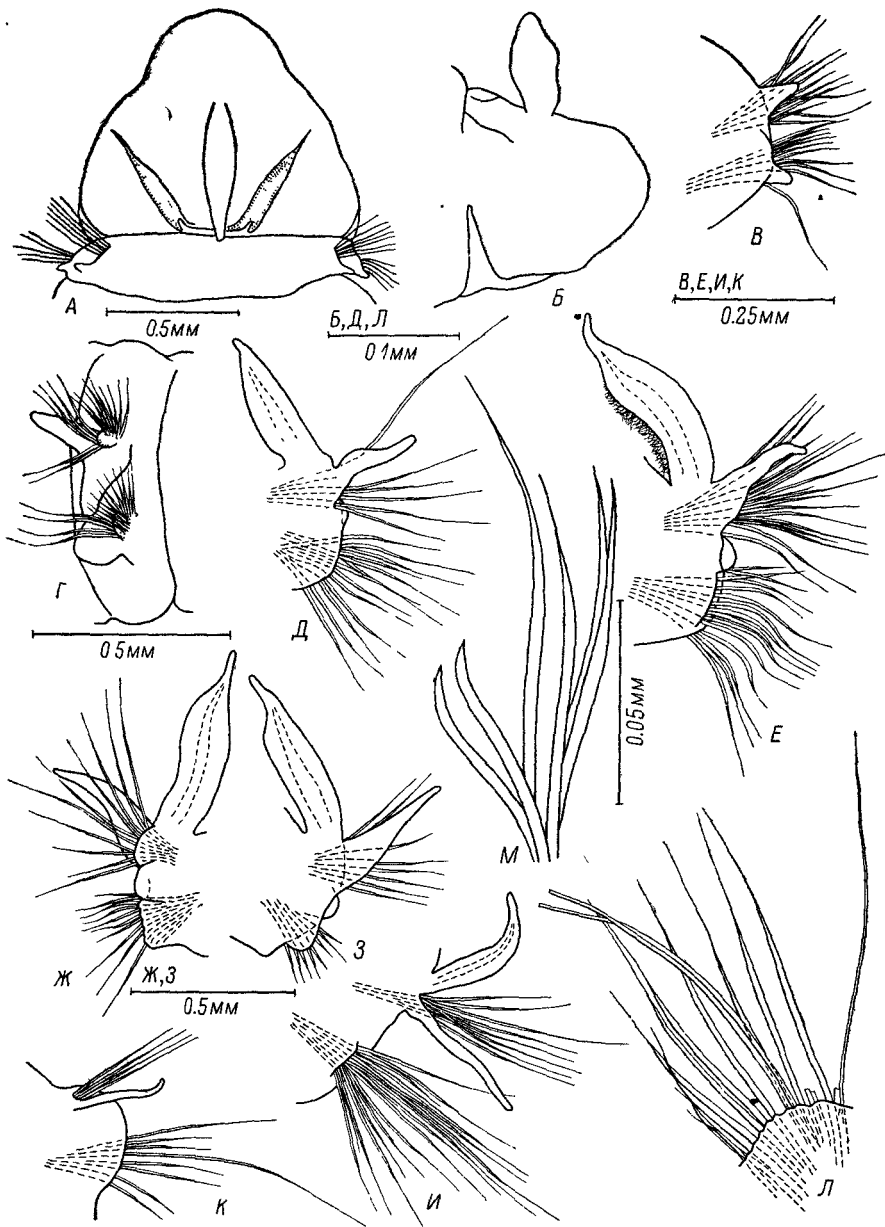 А
0.5мм
Б
Б,Д,Л
0 1мм
В
В,Е,И,К
0.25мм
Г
0 5мм
Д
Е
М
0.05мм
Ж
Ж,З
0.5мм
З
И
К
Л